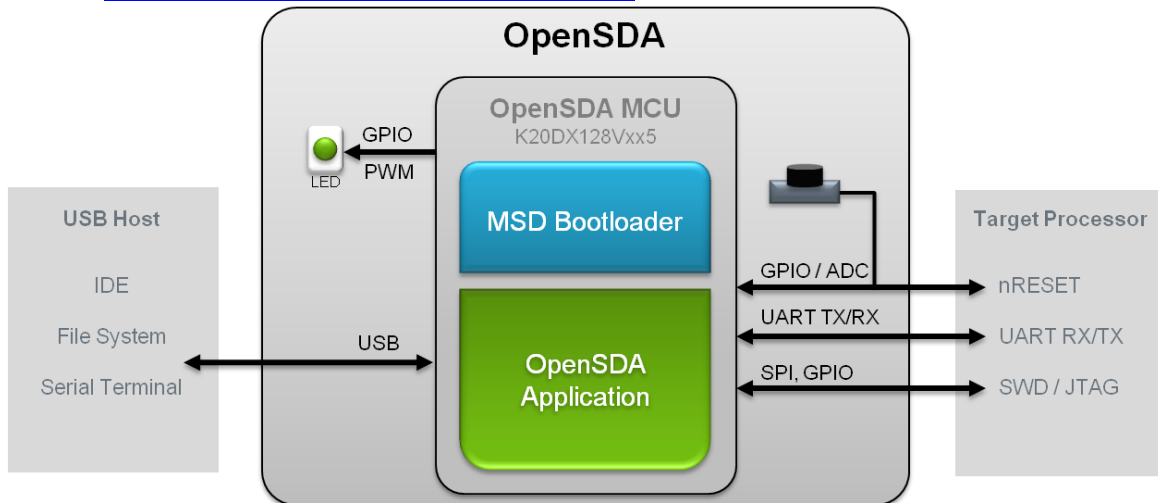 OpenSDA
OpenSDA MCU
K20DX128Vxx5
GPIO
PWM
LED
MSD Bootloader
USB Host
IDE
File System
Serial Terminal
USB
OpenSDA
Application
GPIO / ADC
UART TX/RX
SPI, GPIO
Target Processor
nRESET
UART RX/TX
SWD / JTAG